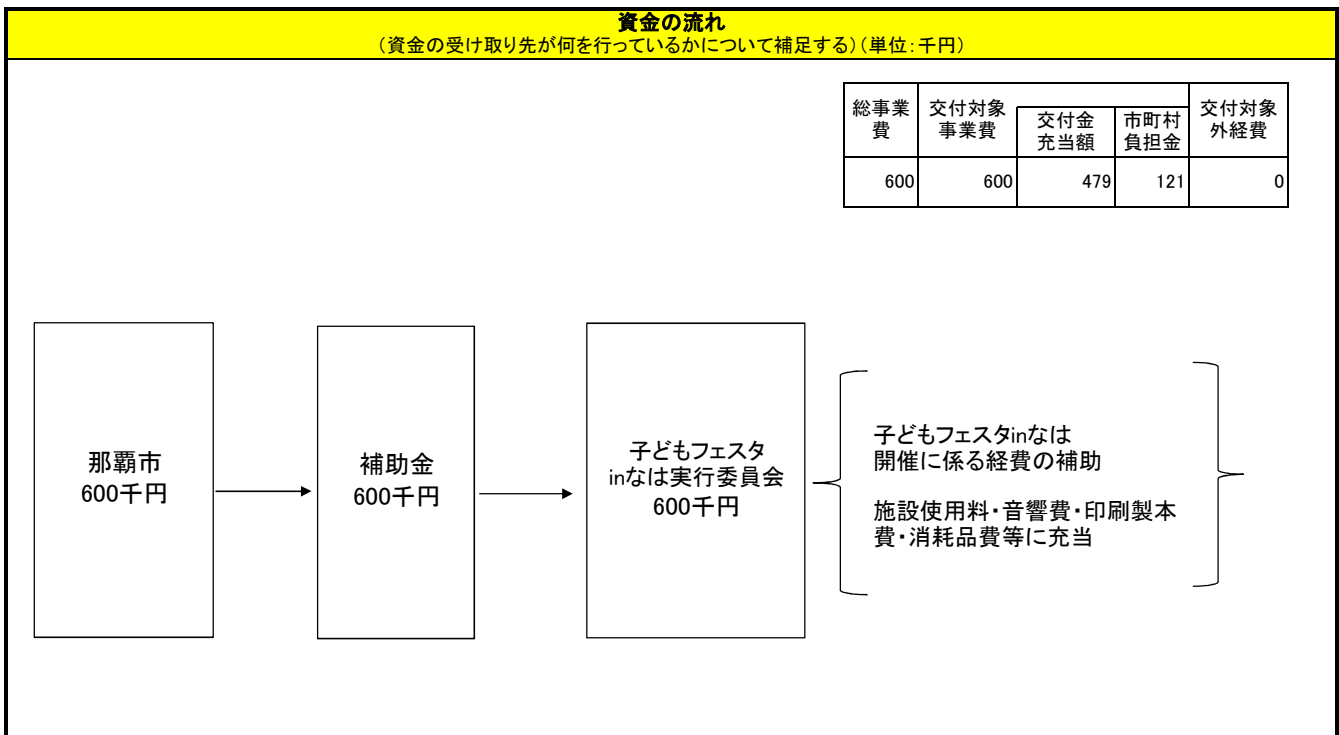 資金の流れ
(資金の受け取り先が何を行っているかについて補足する)(単位:千円)
総事業
費
交付対象
事業費
交付金
充当額
市町村
負担金
交付対象
外経費
600
600
479
121
0
那覇市
600千円
補助金
600千円
子どもフェスタ
inなは実行委員会
600千円
子どもフェスタinなは
開催に係る経費の補助
施設使用料・音響費・印刷製本
費・消耗品費等に充当